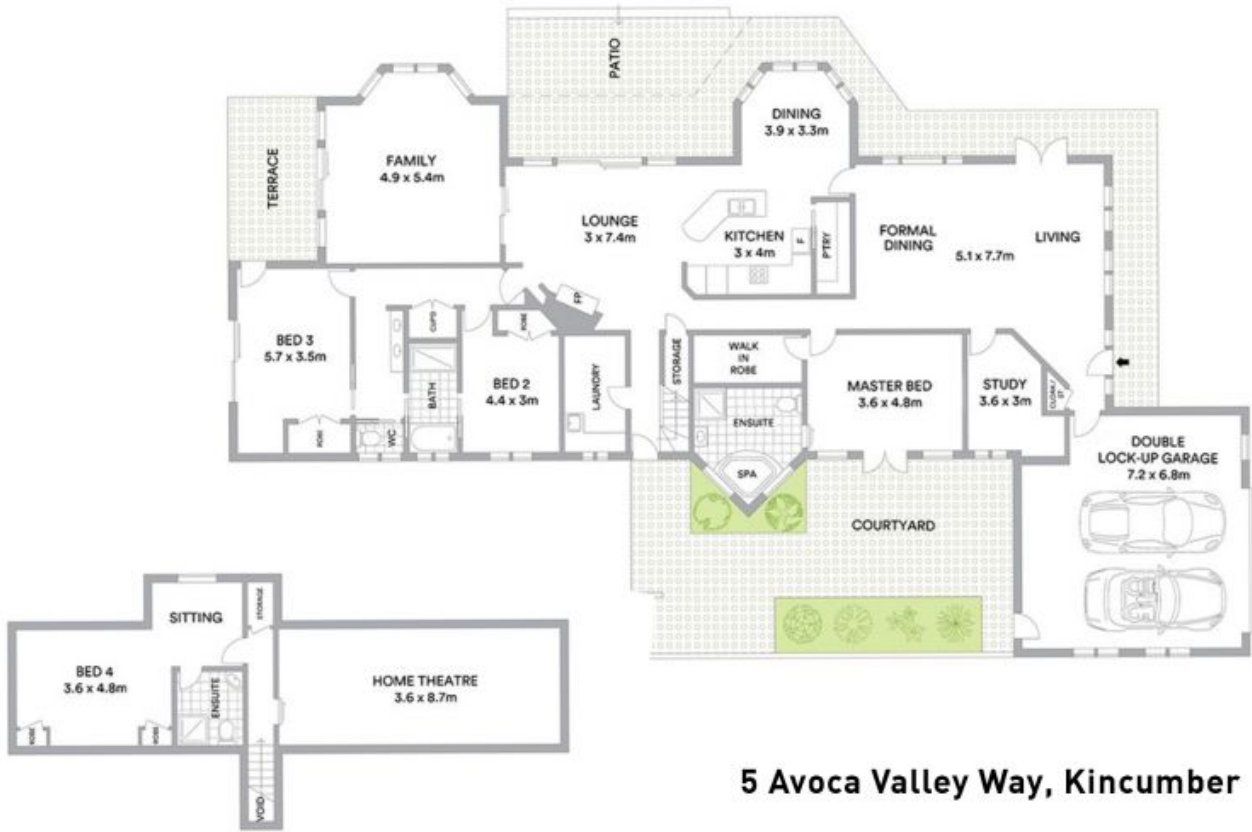 PATIO
DINING
3.9 x 3.3m
TERRACE
FAMILY
4.9 x 5.4m
LOUNGE
3 x 7.4m
KITCHEN
3 x 4m
F
PTRY
FORMAL
DINING
LIVING
5.1 x 7.7m
FP
BED 3
5.7 x 3.5m
CUPD
ROBE
BED 2
4.4 x 3m
BATH
WC
ROBE
LAUNDRY
STORAGE
WALK
IN
ROBE
ENSUITE
SPA
MASTER BED
3.6 x 4.8m
STUDY
3.6 x 3m
CLOAK/
ST
DOUBLE
LOCK-UP GARAGE
7.2 x 6.8m
COURTYARD
SITTING
STORAGE
BED 4
3.6 x 4.8m
ENSUITE
ROBE
ROBE
HOME THEATRE
3.6 x 8.7m
VOID
5 Avoca Valley Way, Kincumber